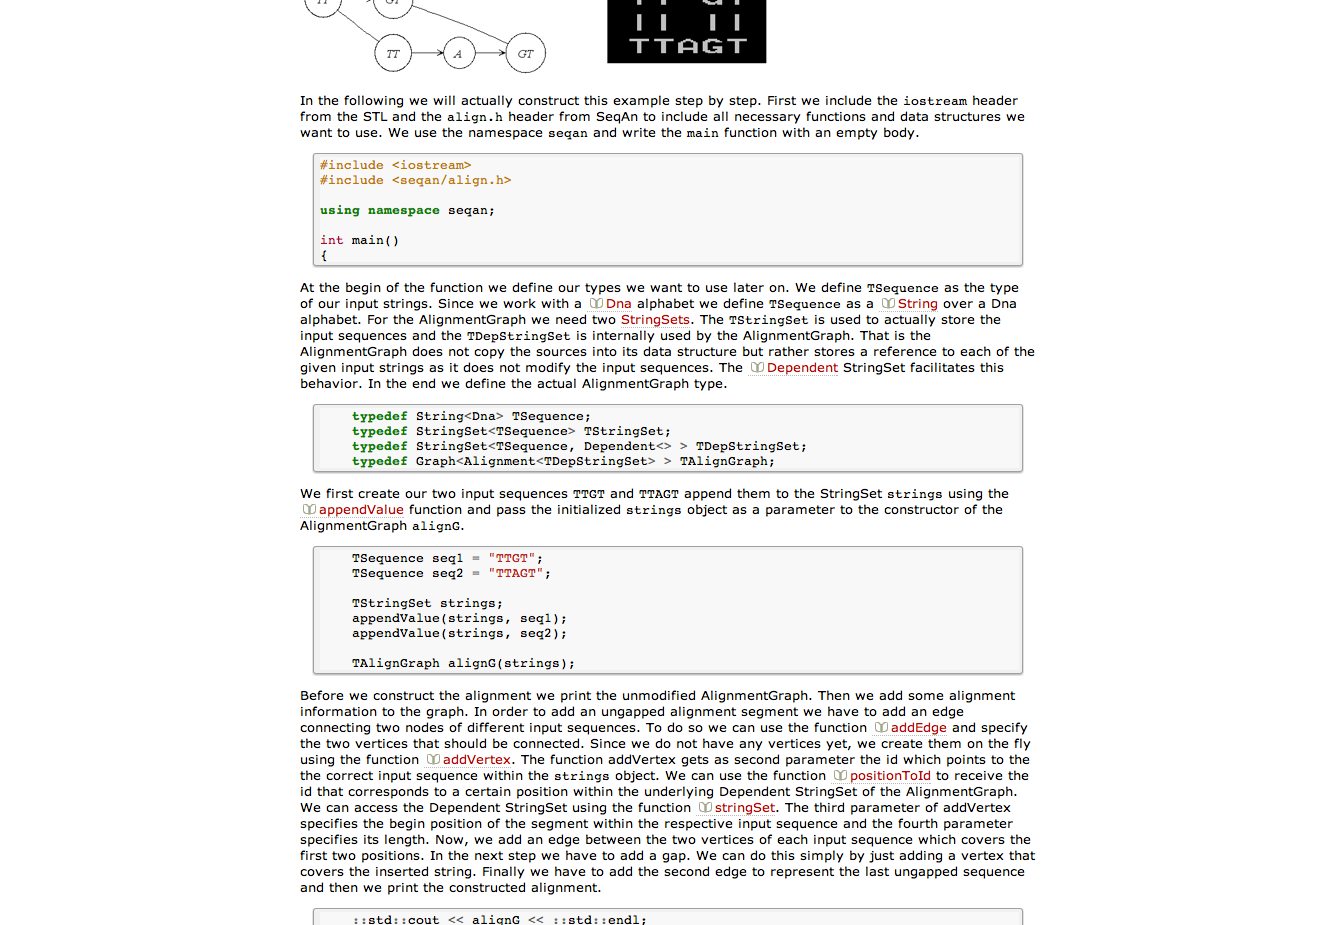 TT A GT
TTAGT
In the following we will actually construct this example step by step. First we include the iostream header
from the STL and the align.h header from SeqAn to include all necessary functions and data structures we
want to use. We use the namespace seqan and write the main function with an empty body.
#include <iostream>
#include <seqan/align.h>
using namespace seqan;
int main()
{
At the begin of the function we define our types we want to use later on. We define TSequence as the type
of our input strings. Since we work with a Dna alphabet we define TSequence as a String over a Dna
alphabet. For the AlignmentGraph we need two StringSets. The TStringSet is used to actually store the
input sequences and the TDepStringSet is internally used by the AlignmentGraph. That is the
AlignmentGraph does not copy the sources into its data structure but rather stores a reference to each of the
given input strings as it does not modify the input sequences. The Dependent StringSet facilitates this
behavior. In the end we define the actual AlignmentGraph type.
typedef String<Dna> TSequence;
typedef StringSet<TSequence> TStringSet;
typedef StringSet<TSequence, Dependent<> > TDepStringSet;
typedef Graph<Alignment<TDepStringSet> > TAlignGraph;
We first create our two input sequences TTGT and TTAGT append them to the StringSet strings using the
appendValue function and pass the initialized strings object as a parameter to the constructor of the
AlignmentGraph alignG.
TSequence seq1 = "TTGT";
TSequence seq2 = "TTAGT";
TStringSet strings;
appendValue(strings, seq1);
appendValue(strings, seq2);
TAlignGraph alignG(strings);
Before we construct the alignment we print the unmodified AlignmentGraph. Then we add some alignment
information to the graph. In order to add an ungapped alignment segment we have to add an edge
connecting two nodes of different input sequences. To do so we can use the function addEdge and specify
the two vertices that should be connected. Since we do not have any vertices yet, we create them on the fly
using the function addVertex. The function addVertex gets as second parameter the id which points to the
the correct input sequence within the strings object. We can use the function positionToId to receive the
id that corresponds to a certain position within the underlying Dependent StringSet of the AlignmentGraph.
We can access the Dependent StringSet using the function stringSet. The third parameter of addVertex
specifies the begin position of the segment within the respective input sequence and the fourth parameter
specifies its length. Now, we add an edge between the two vertices of each input sequence which covers the
first two positions. In the next step we have to add a gap. We can do this simply by just adding a vertex that
covers the inserted string. Finally we have to add the second edge to represent the last ungapped sequence
and then we print the constructed alignment.
::std::cout << alignG << ::std::endl;